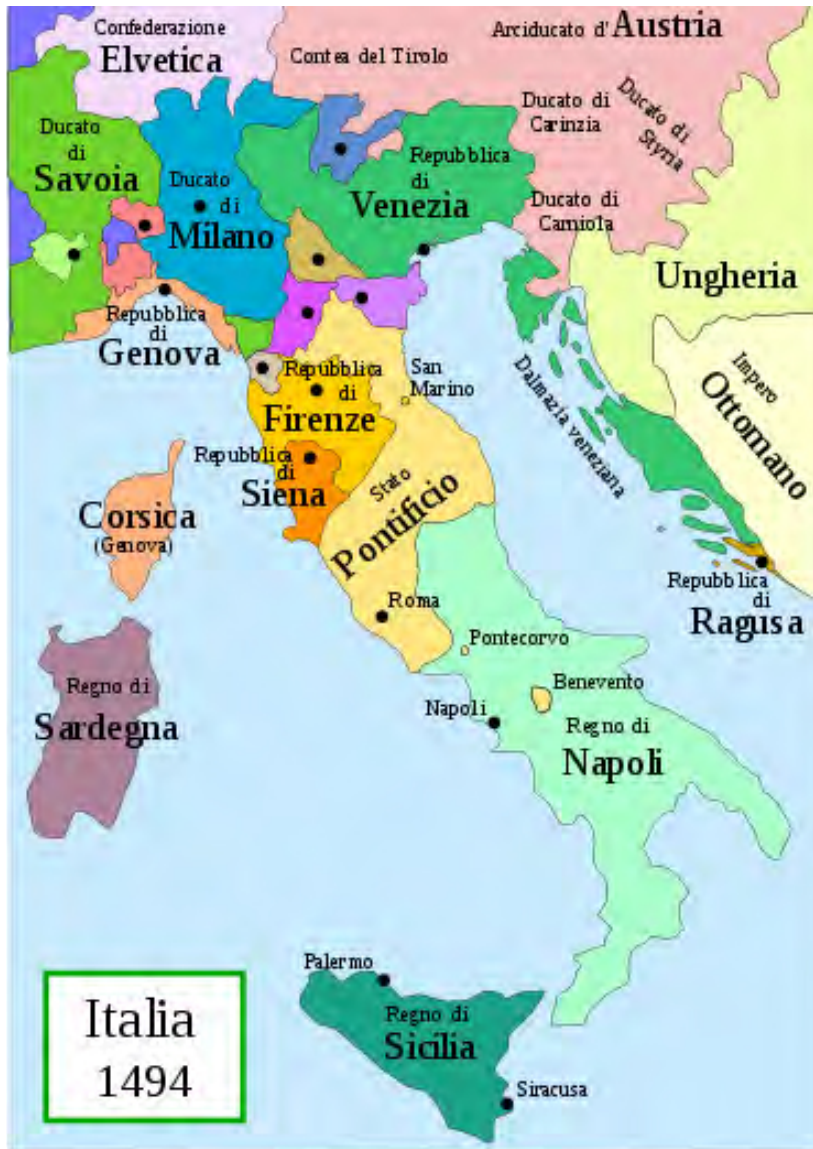 Confederazione
Elvetica
Contea del Tirolo
Arciducato d'Austria
Ducato di
Carinzia
Ducato di
Styria
Ducato
di
Savoia
Ducato
di
Milano
Repubblica
di
Venezia
Ducato di
Carniola
Ungheria
Repubblica
di
Genova
Repubblica
di
Firenze
San
Marino
Dalmazia veneziana
Impero
Ottomano
Repubblica
di
Siena
Stato
Pontificio
Corsica
(Genova)
Roma
Repubblica
di
Ragusa
Pontecorvo
Benevento
Regno di
Sardegna
Napoli
Regno di
Napoli
Palermo
Regno di
Sicilia
Siracusa
Italia
1494